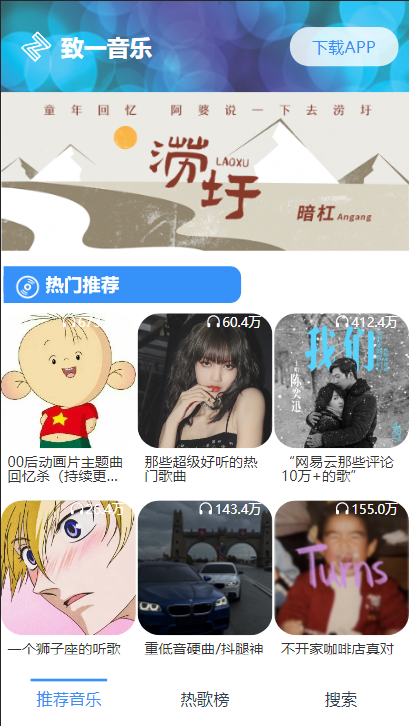 致一音乐
下载APP
童年回忆 阿婆说一下去涝圩
涝圩
LAOXU
暗杠 Angang
热门推荐
60.4万
412.4万
我们
陈奕迅
00后动画片主题曲
回忆杀（持续更...
那些超级好听的热
门歌曲
“网易云那些评论
10万+的歌”
143.4万
155.0万
Turns
一个狮子座的听歌
重低音硬曲/抖腿神
不开家咖啡店真对
推荐音乐
热歌榜
搜索